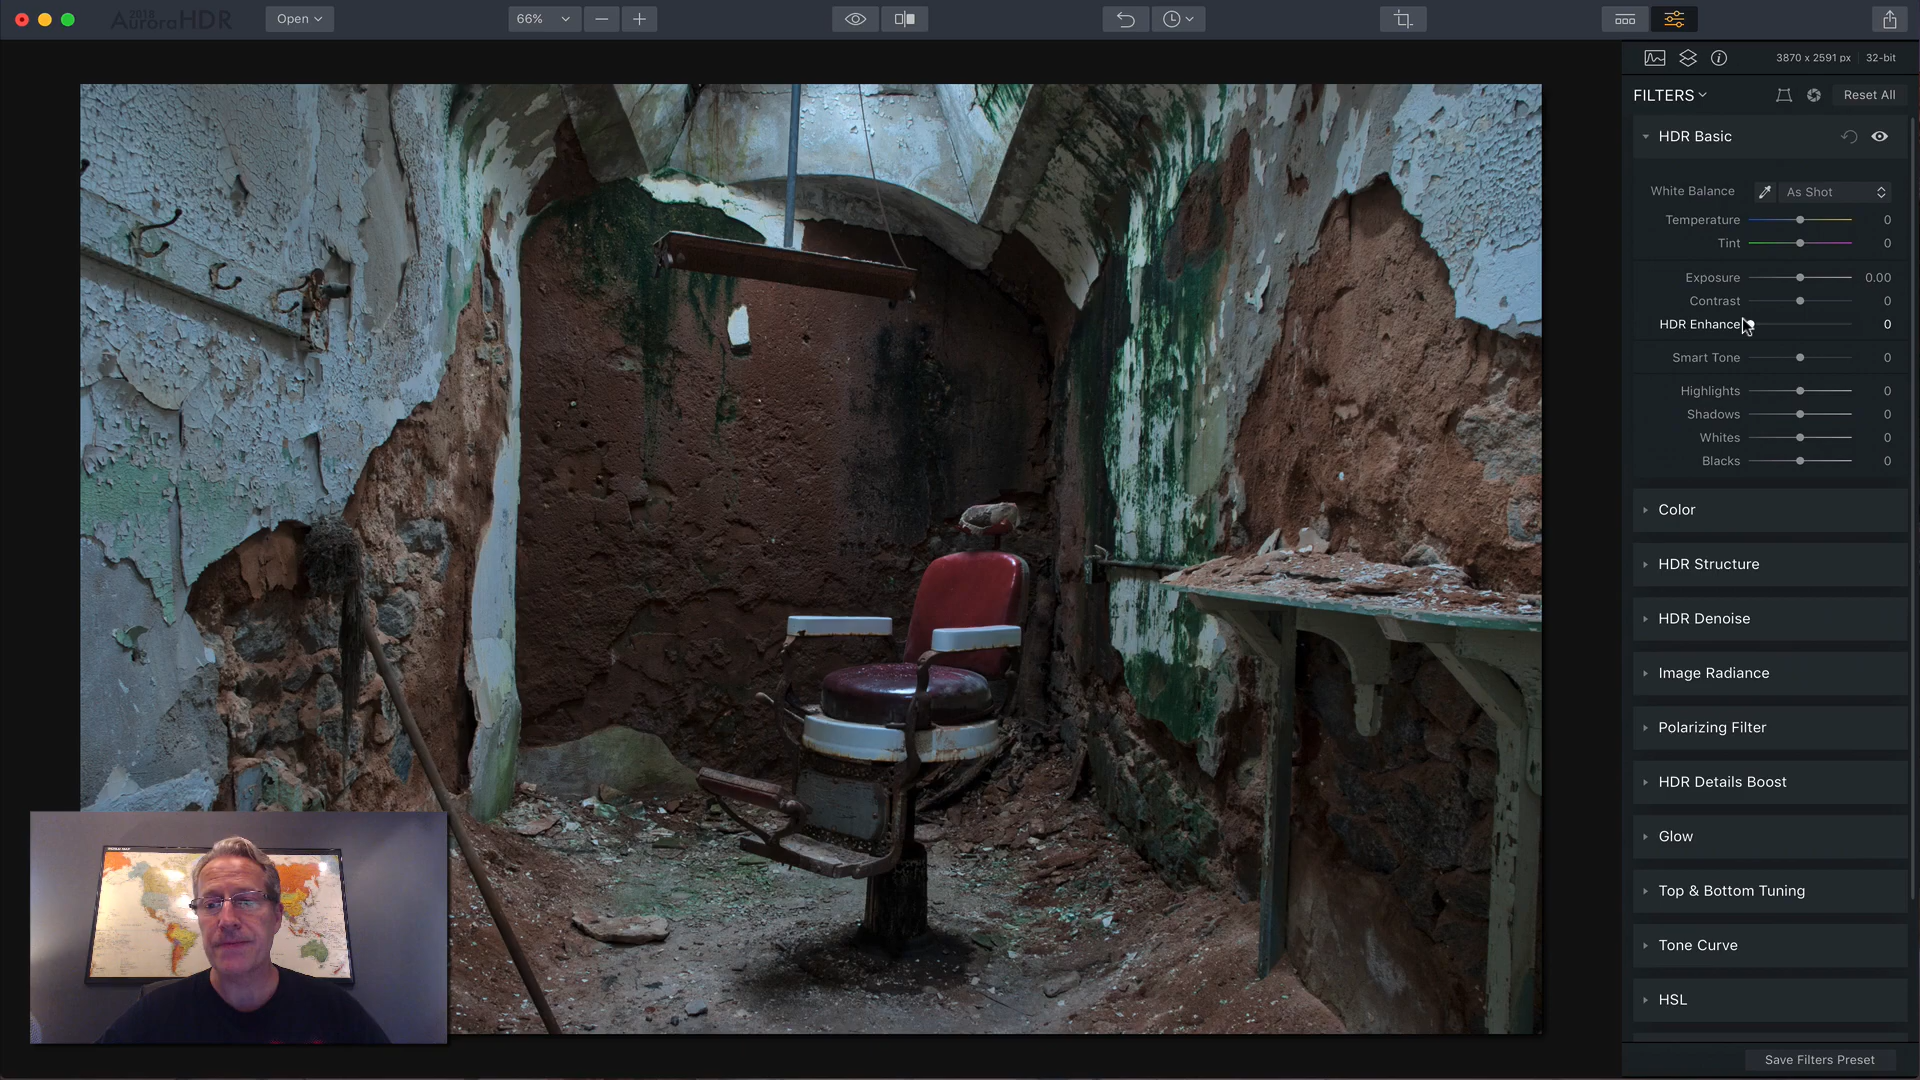 2018
AuroraHDR
Open
66%
3870 x 2591 px
32-bit
FILTERS
Reset All
HDR Basic
White Balance
As Shot
Temperature 0
Tint 0
Exposure 0.00
Contrast 0
HDR Enhance 0
Smart Tone 0
Highlights 0
Shadows 0
Whites 0
Blacks 0
Color
HDR Structure
HDR Denoise
Image Radiance
Polarizing Filter
HDR Details Boost
Glow
Top & Bottom Tuning
Tone Curve
HSL
Save Filters Preset